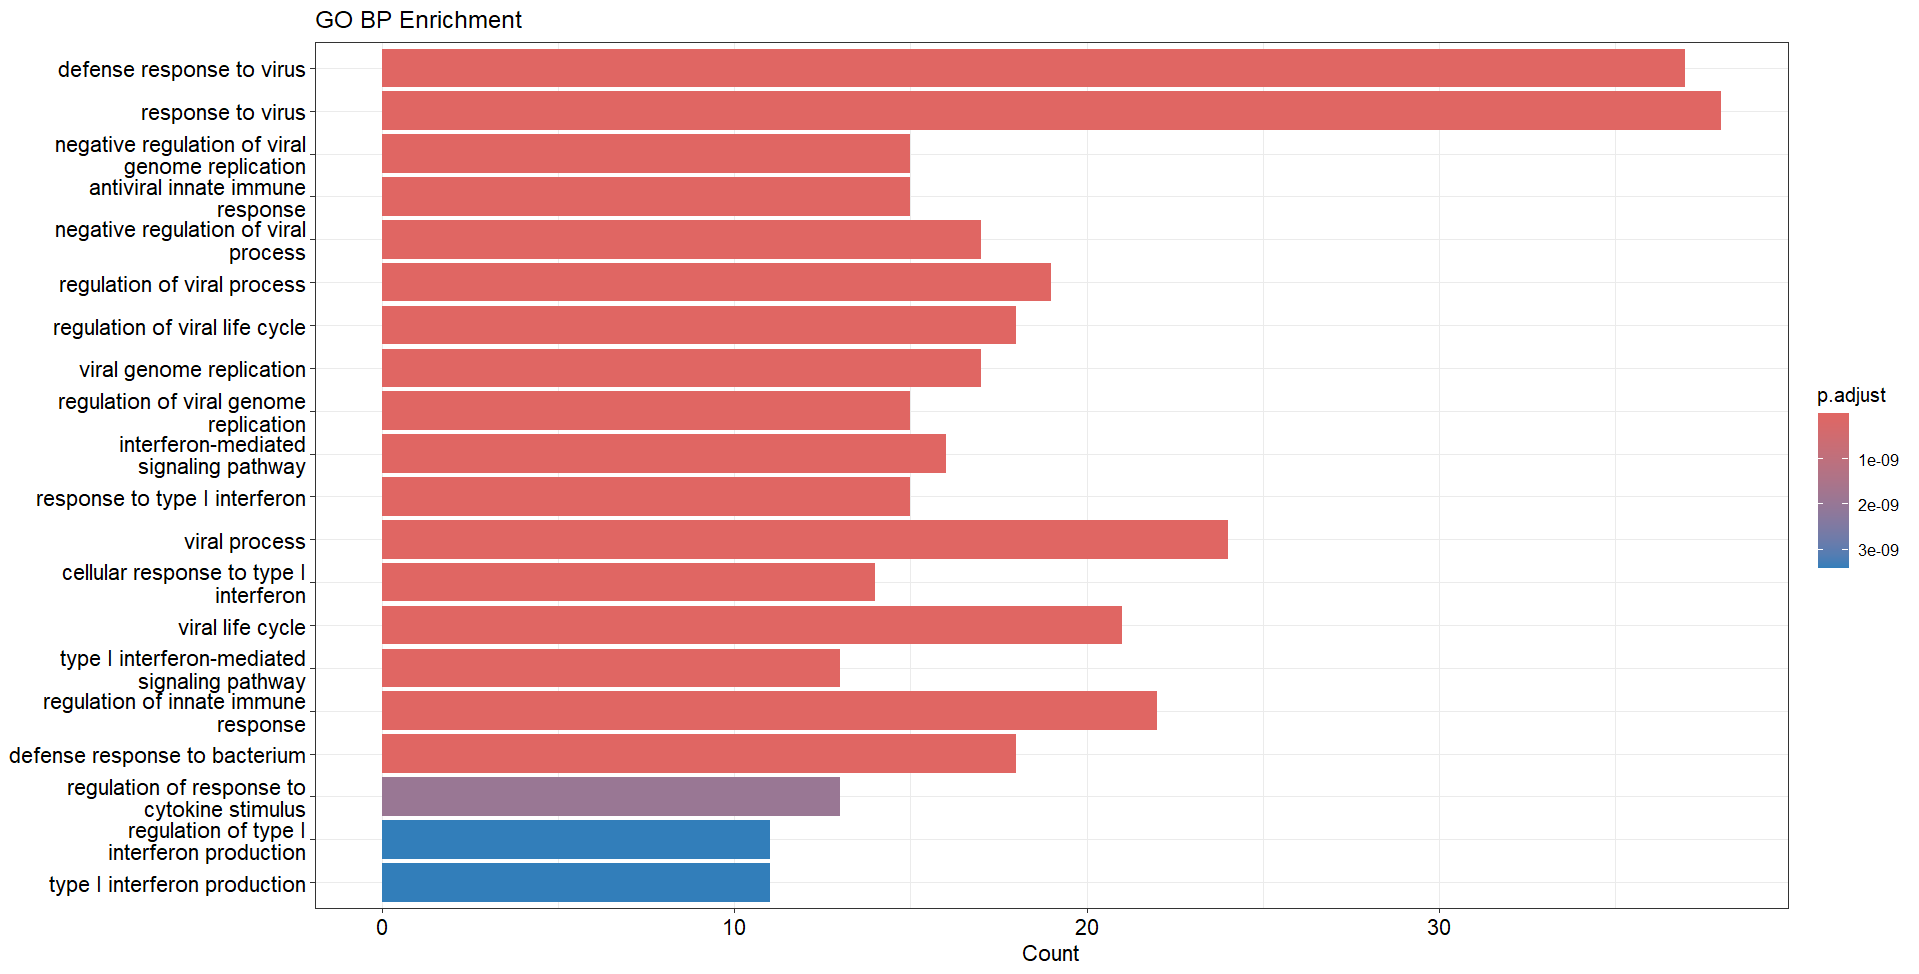 GO BP Enrichment
defense response to virus
response to virus
negative regulation of viral
genome replication
antiviral innate immune
response
negative regulation of viral
process
regulation of viral process
regulation of viral life cycle
viral genome replication
regulation of viral genome
replication
interferon-mediated
signaling pathway
response to type I interferon
viral process
cellular response to type I
interferon
viral life cycle
type I interferon-mediated
signaling pathway
regulation of innate immune
response
defense response to bacterium
regulation of response to
cytokine stimulus
regulation of type I
interferon production
type I interferon production
0 10 20 30
Count
p.adjust
1e-09
2e-09
3e-09